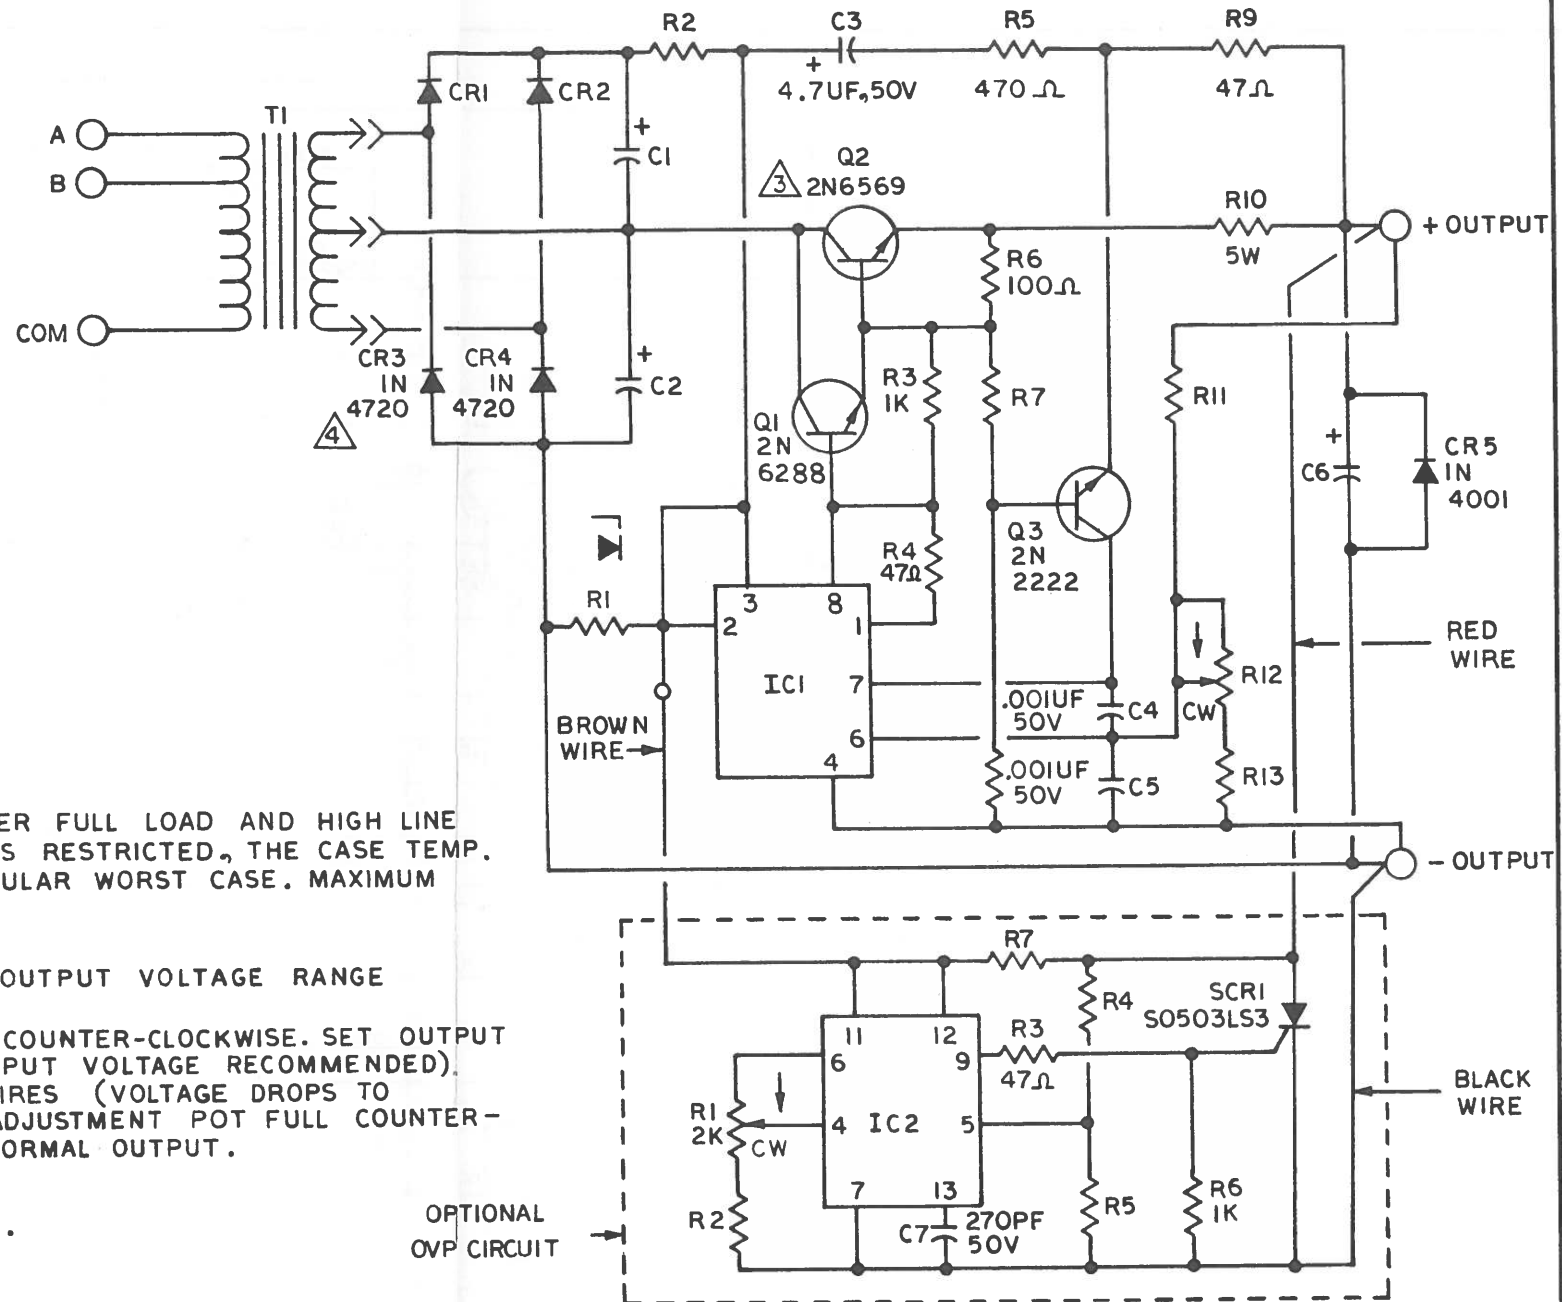 R2
C3
+
4.7UF, 50V
R5
470 Ω
R9
47Ω
CR1
CR2
T1
A
B
COM
+
C1
3
Q2
2N6569
R10
5W
+ OUTPUT
R6
100Ω
CR3
IN
4720
CR4
IN
4720
4
+
C2
Q1
2N
6288
R3
1K
R7
R11
+
C6
CR5
IN
4001
R4
47Ω
Q3
2N
2222
R1
3
8
2
1
IC1
7
6
4
.001UF
50V
C4
CW
R12
RED
WIRE
BROWN
WIRE
.001UF
50V
C5
R13
- OUTPUT
ER FULL LOAD AND HIGH LINE
S RESTRICTED, THE CASE TEMP.
ULAR WORST CASE. MAXIMUM
OUTPUT VOLTAGE RANGE
COUNTER-CLOCKWISE. SET OUTPUT
PUT VOLTAGE RECOMMENDED).
IRES (VOLTAGE DROPS TO
ADJUSTMENT POT FULL COUNTER-
ORMAL OUTPUT.
.
R7
R4
SCR1
S0503LS3
11
12
6
9
R3
47Ω
R1
2K
CW
4
IC2
5
7
13
R2
C7
270PF
50V
R5
R6
1K
BLACK
WIRE
OPTIONAL
OVP CIRCUIT